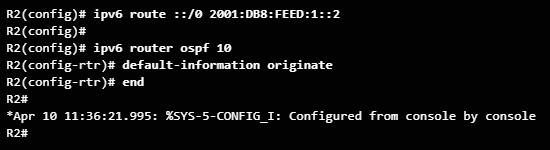 R2(config)# ipv6 route ::/0 2001:DB8:FEED:1::2
R2(config)#
R2(config)# ipv6 router ospf 10
R2(config-rtr)# default-information originate
R2(config-rtr)# end
R2#
*Apr 10 11:36:21.995: %SYS-5-CONFIG_I: Configured from console by console
R2#